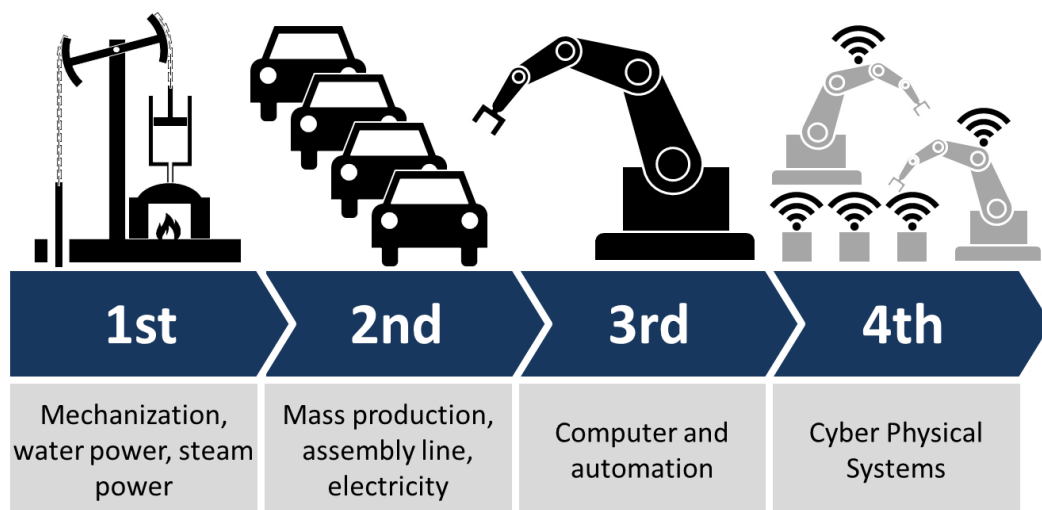 1st
2nd
3rd
4th
Mechanization,
water power, steam
power
Mass production,
assembly line,
electricity
Computer and
automation
Cyber Physical
Systems